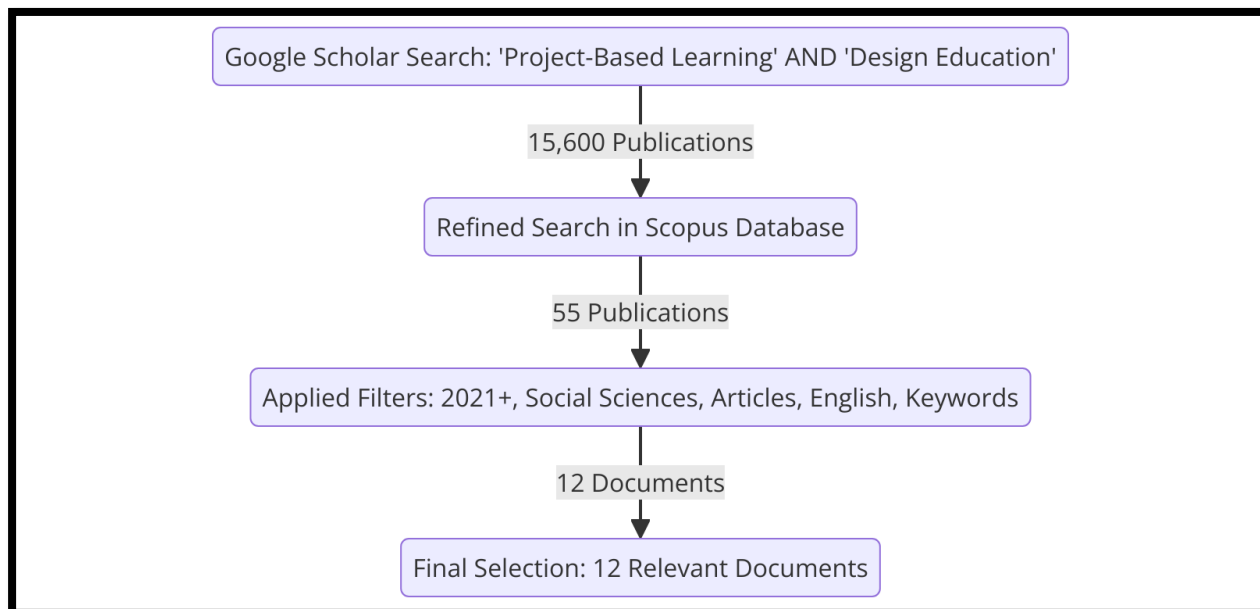 Google Scholar Search: 'Project-Based Learning' AND 'Design Education'
15,600 Publications
Refined Search in Scopus Database
55 Publications
Applied Filters: 2021+, Social Sciences, Articles, English, Keywords
12 Documents
Final Selection: 12 Relevant Documents